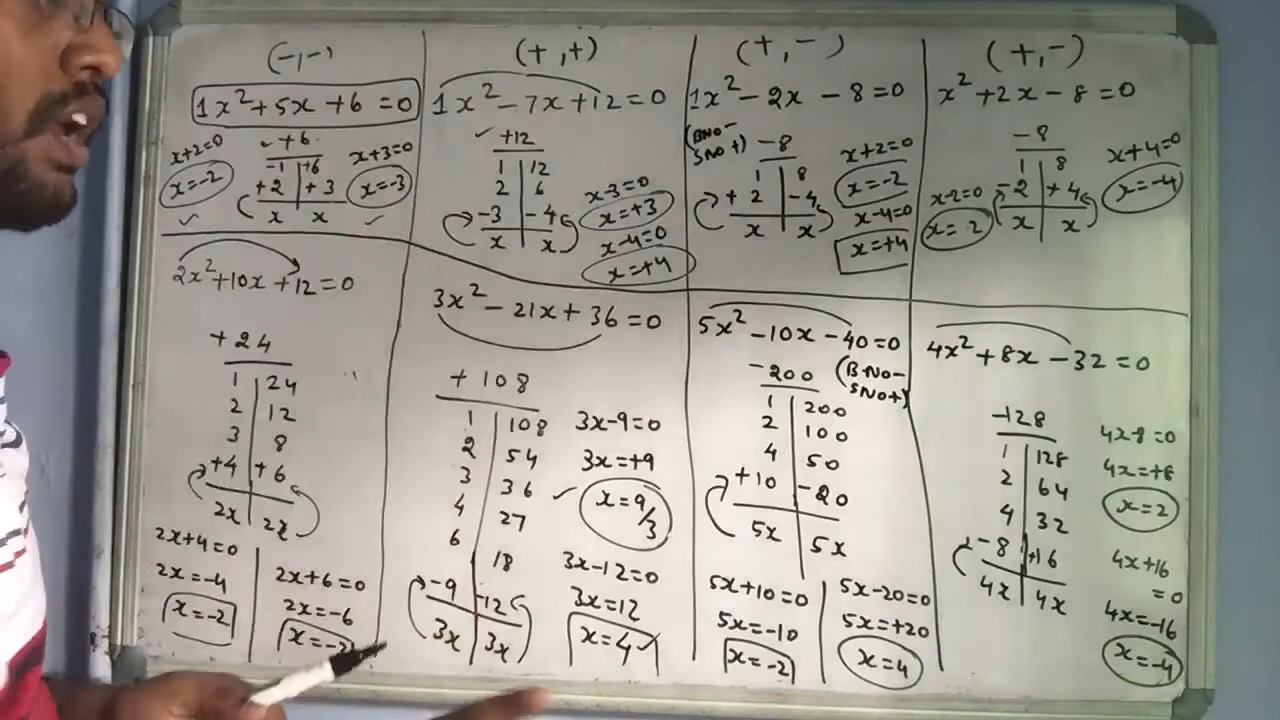 (-,-)
1x²+5x+6=0
+6
-1 | +6
+2 | +3
x | x
x+2=0
x=-2
x+3=0
x=-3
(+,+)
1x²-7x+12=0
+12
1 | 12
2 | 6
-3 | -4
x | x
x-3=0
x=+3
x-4=0
x=+4
(+,-)
1x²-2x-8=0
(BNO-
SNO+)
-8
1 | 8
+2 | -4
x | x
x+2=0
x=-2
x-4=0
x=+4
(+,-)
x²+2x-8=0
-8
1 | 8
-2 | +4
x | x
x-2=0
x=2
x+4=0
x=-4
2x²+10x+12=0
+24
1 | 24
2 | 12
3 | 8
+4 | +6
2x | 2x
2x+4=0
2x=-4
x=-2
2x+6=0
2x=-6
3x²-21x+36=0
+108
1 | 108
2 | 54
3 | 36
4 | 27
6 | 18
-9 | -12
3x | 3x
3x-9=0
3x=+9
x=9/3
3x-12=0
3x=12
x=4
5x²-10x-40=0
-200
(BNO-
SNO+)
1 | 200
2 | 100
4 | 50
+10 | -20
5x | 5x
5x+10=0
5x=-10
x=-2
5x-20=0
5x=+20
x=4
4x²+8x-32=0
-128
1 | 128
2 | 64
4 | 32
-8 | +16
4x | 4x
4x-8=0
4x=+8
x=2
4x+16
=0
4x=-16
x=-4